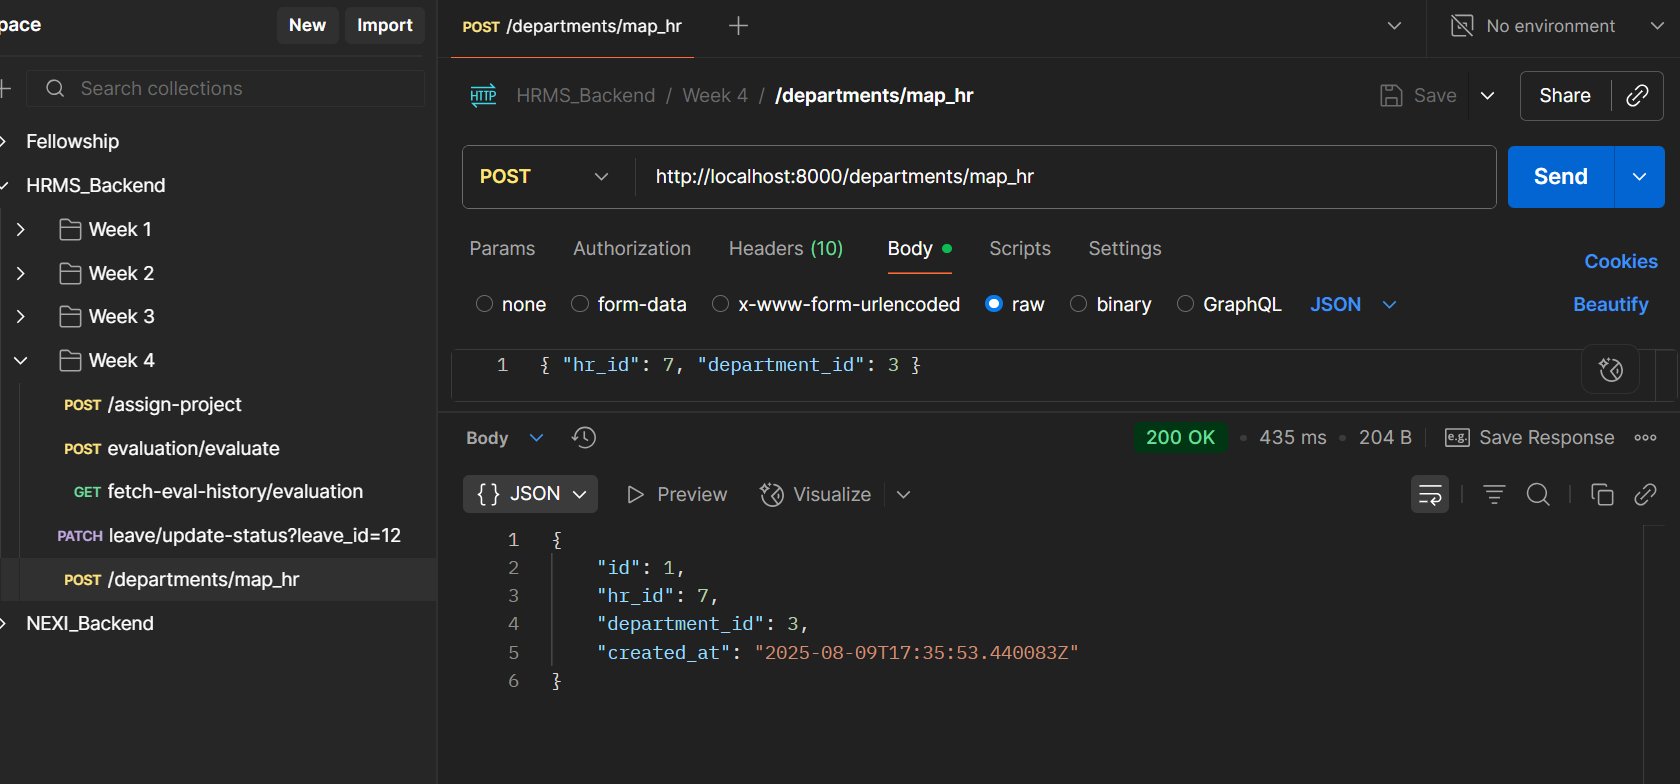 pace
New
Import
Search collections
Fellowship
HRMS_Backend
Week 1
Week 2
Week 3
Week 4
POST /assign-project
POST evaluation/evaluate
GET fetch-eval-history/evaluation
PATCH leave/update-status?leave_id=12
POST /departments/map_hr
NEXI_Backend
POST /departments/map_hr
No environment
HTTP HRMS_Backend / Week 4 / /departments/map_hr
Save
Share
POST http://localhost:8000/departments/map_hr
Send
Params Authorization Headers (10) Body Scripts Settings
Cookies
none form-data x-www-form-urlencoded raw binary GraphQL JSON
Beautify
1 { "hr_id": 7, "department_id": 3 }
Body
200 OK • 435 ms • 204 B
e.g. Save Response
{} JSON Preview Visualize
1 {
2 "id": 1,
3 "hr_id": 7,
4 "department_id": 3,
5 "created_at": "2025-08-09T17:35:53.440083Z"
6 }